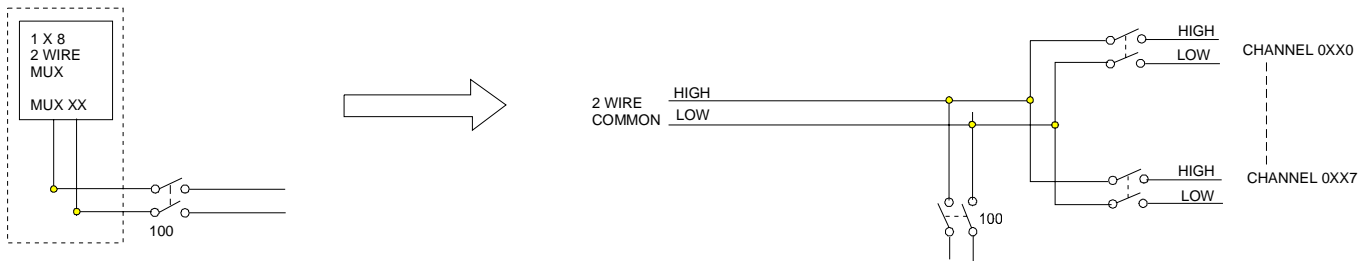 1 X 8
2 WIRE
MUX
MUX XX
100
2 WIRE
COMMON
HIGH
LOW
100
HIGH
LOW
CHANNEL 0XX0
HIGH
LOW
CHANNEL 0XX7